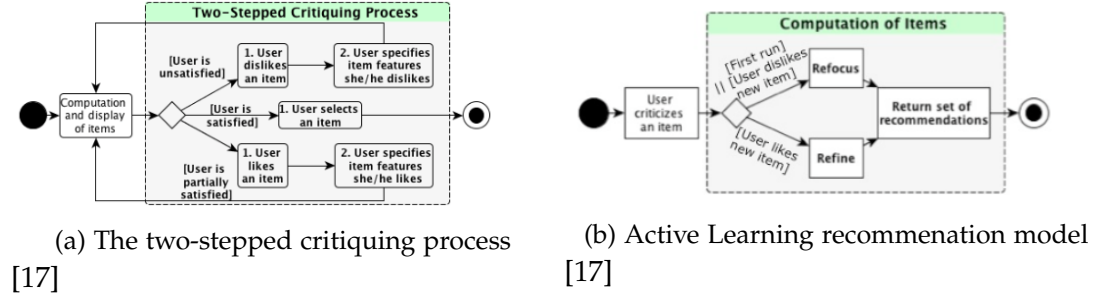 Two-Stepped Critiquing Process
[User is
unsatisfied]
1. User
dislikes
an item
2. User specifies
item features
she/he dislikes
Computation
and display
of items
[User is
satisfied]
1. User selects
an item
[User is
partially
satisfied]
1. User
likes
an item
2. User specifies
item features
she/he likes
(a) The two-stepped critiquing process
[17]
Computation of Items
[First run]
|| [User dislikes
new item]
Refocus
User
criticizes
an item
Return set of
recommendations
[User likes
new item]
Refine
(b) Active Learning recommenation model
[17]